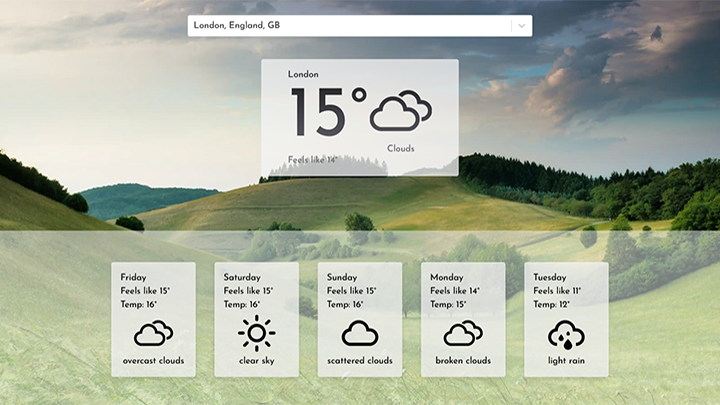 London, England, GB
London
15°
Clouds
Feels like 14°
Friday
Feels like 15°
Temp: 16°
overcast clouds
Saturday
Feels like 15°
Temp: 16°
clear sky
Sunday
Feels like 15°
Temp: 16°
scattered clouds
Monday
Feels like 14°
Temp: 15°
broken clouds
Tuesday
Feels like 11°
Temp: 12°
light rain